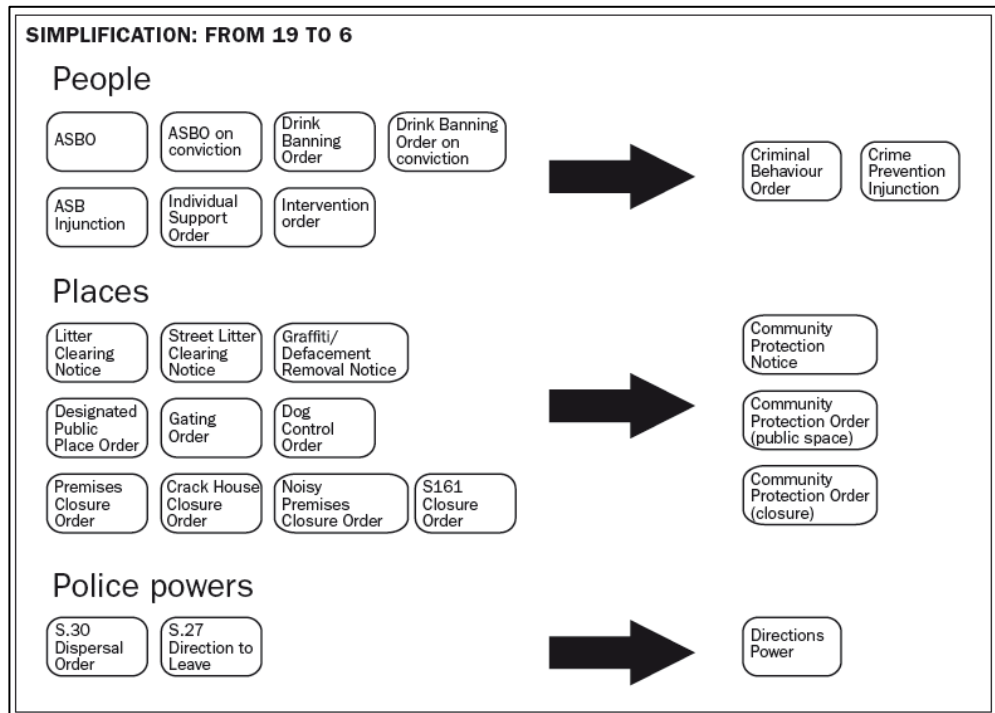 SIMPLIFICATION: FROM 19 TO 6
People
ASBO
ASBO on
conviction
Drink
Banning
Order
Drink Banning
Order on
conviction
ASB
Injunction
Individual
Support
Order
Intervention
order
Criminal
Behaviour
Order
Crime
Prevention
Injunction
Places
Litter
Clearing
Notice
Street Litter
Clearing
Notice
Graffiti/
Defacement
Removal Notice
Designated
Public
Place Order
Gating
Order
Dog
Control
Order
Premises
Closure
Order
Crack House
Closure
Order
Noisy
Premises
Closure Order
S161
Closure
Order
Community
Protection
Notice
Community
Protection Order
(public space)
Community
Protection Order
(closure)
Police powers
S.30
Dispersal
Order
S.27
Direction to
Leave
Directions
Power